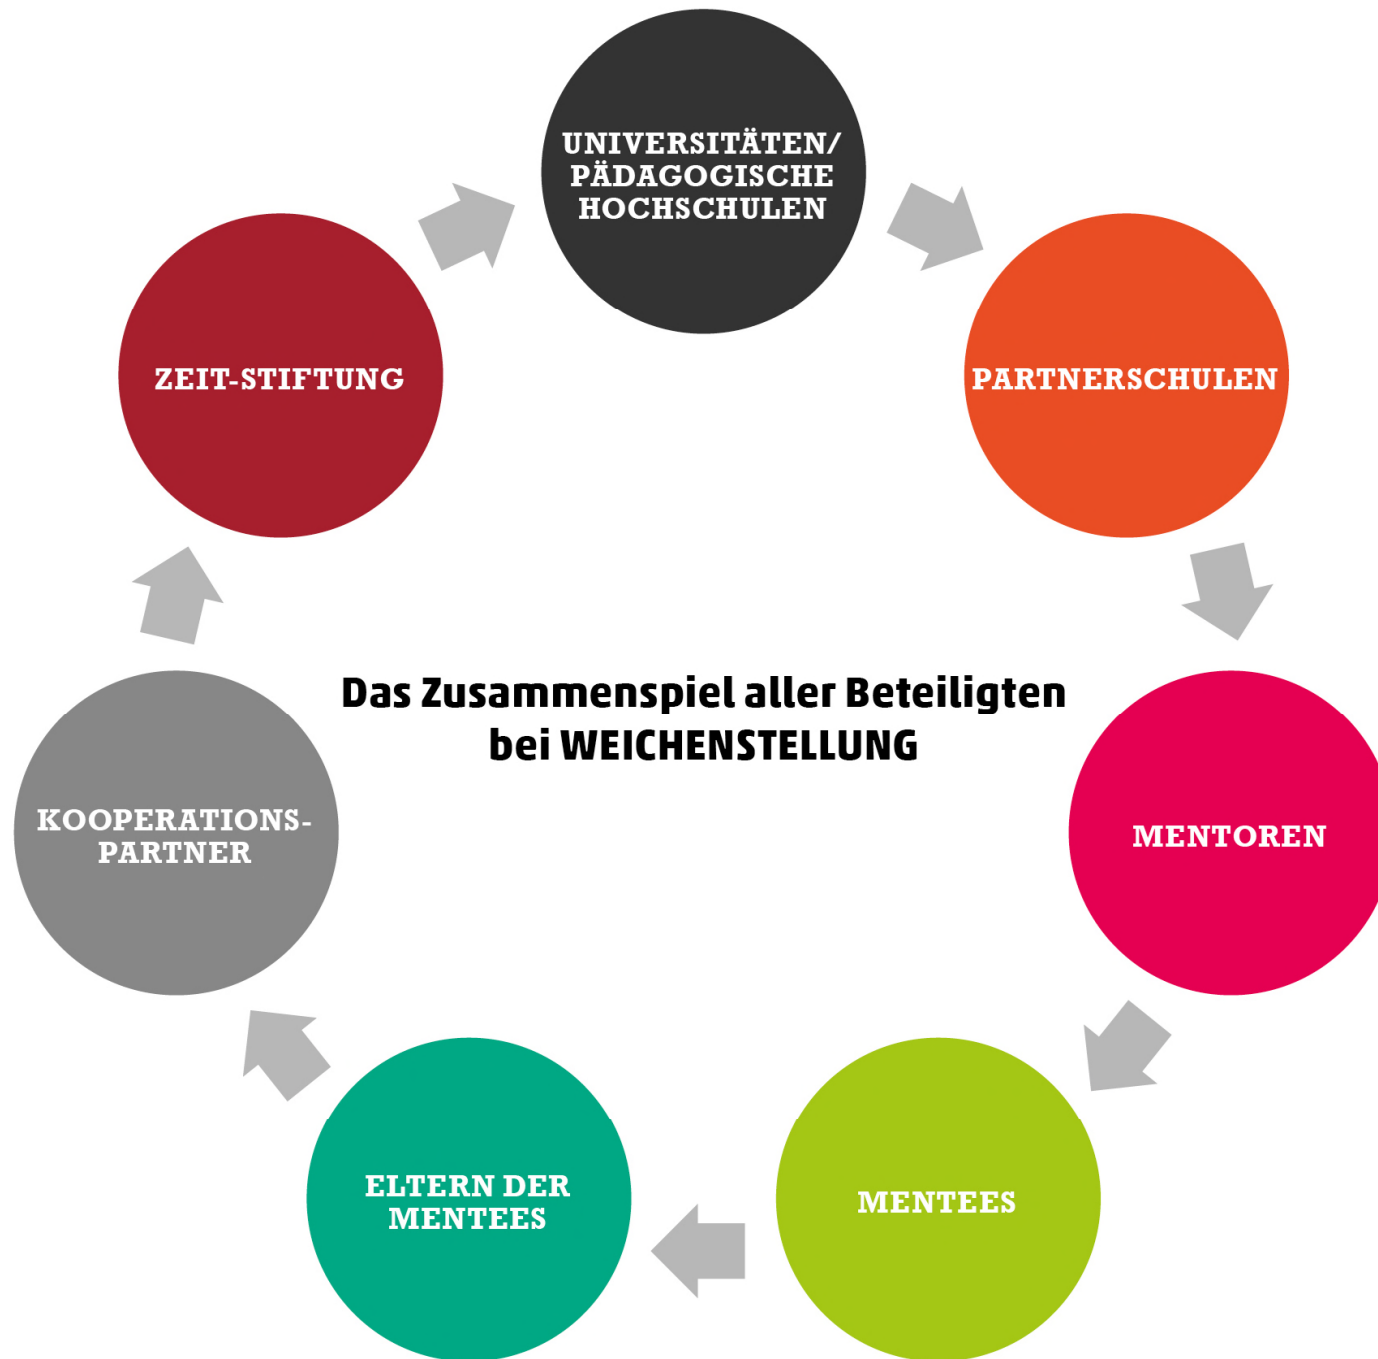 UNIVERSITÄTEN/
PÄDAGOGISCHE
HOCHSCHULEN
ZEIT-STIFTUNG
PARTNERSCHULEN
Das Zusammenspiel aller Beteiligten
bei WEICHENSTELLUNG
KOOPERATIONS-
PARTNER
MENTOREN
ELTERN DER
MENTEES
MENTEES